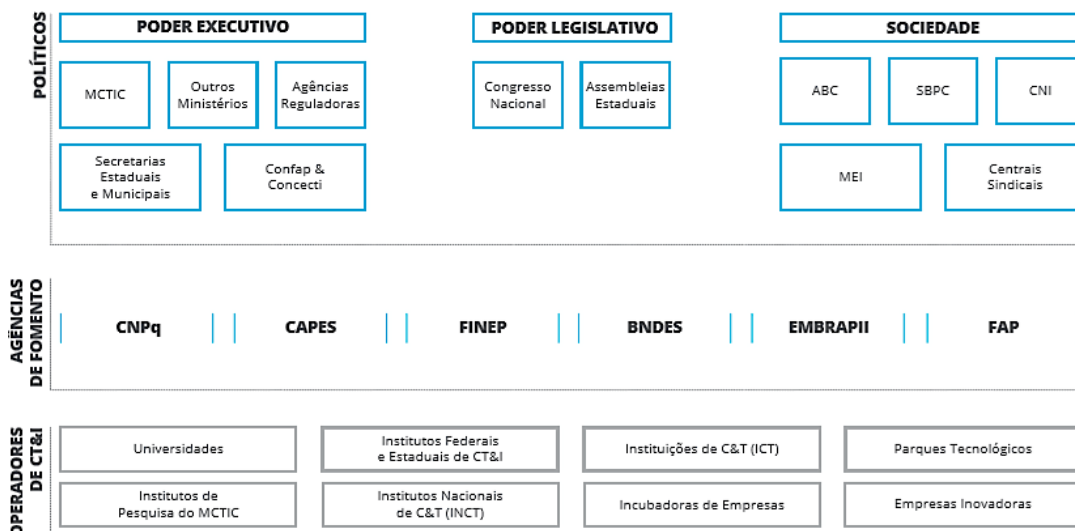 POLÍTICOS
PODER EXECUTIVO
MCTIC
Outros
Ministérios
Agências
Reguladoras
Secretarias
Estaduais
e Municipais
Confap &
Concecti
PODER LEGISLATIVO
Congresso
Nacional
Assembleias
Estaduais
SOCIEDADE
ABC
SBPC
CNI
MEI
Centrais
Sindicais
AGÊNCIAS
DE FOMENTO
CNPq
CAPES
FINEP
BNDES
EMBRAPII
FAP
OPERADORES
DE CT&I
Universidades
Institutos Federais
e Estaduais de CT&I
Instituições de C&T (ICT)
Parques Tecnológicos
Institutos de
Pesquisa do MCTIC
Institutos Nacionais
de C&T (INCT)
Incubadoras de Empresas
Empresas Inovadoras